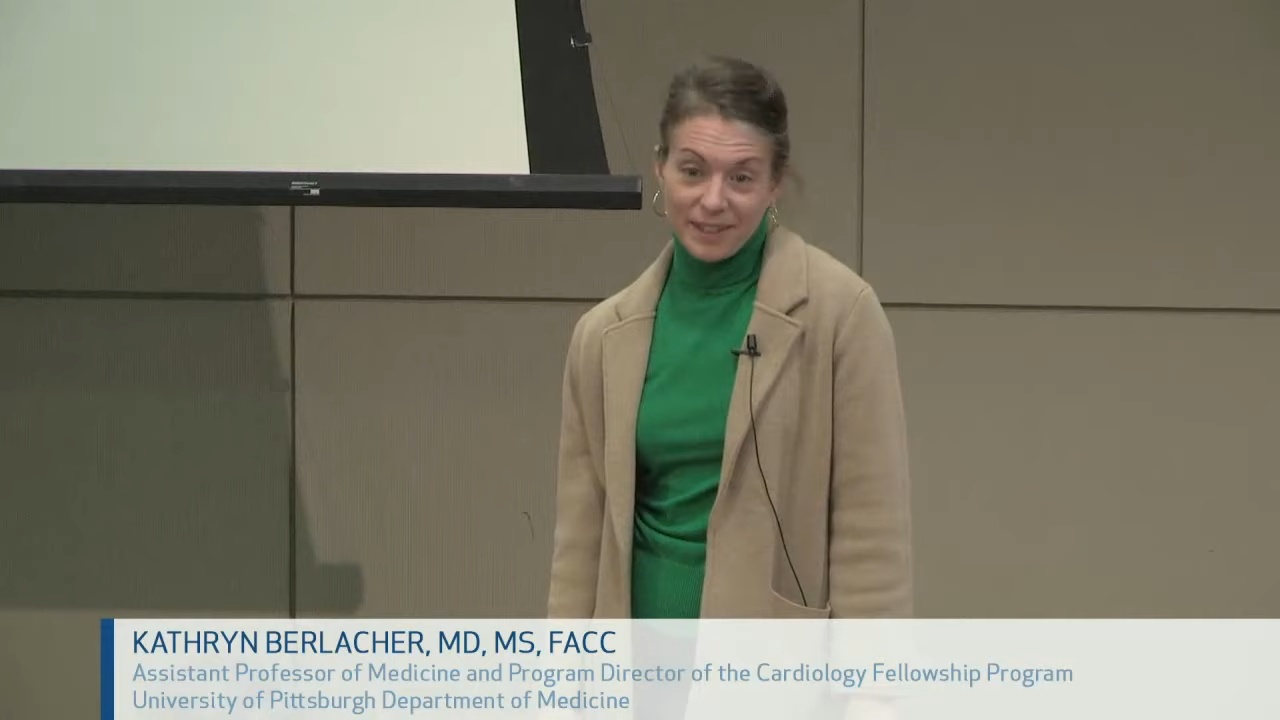 KATHRYN BERLACHER, MD, MS, FACC
Assistant Professor of Medicine and Program Director of the Cardiology Fellowship Program
University of Pittsburgh Department of Medicine